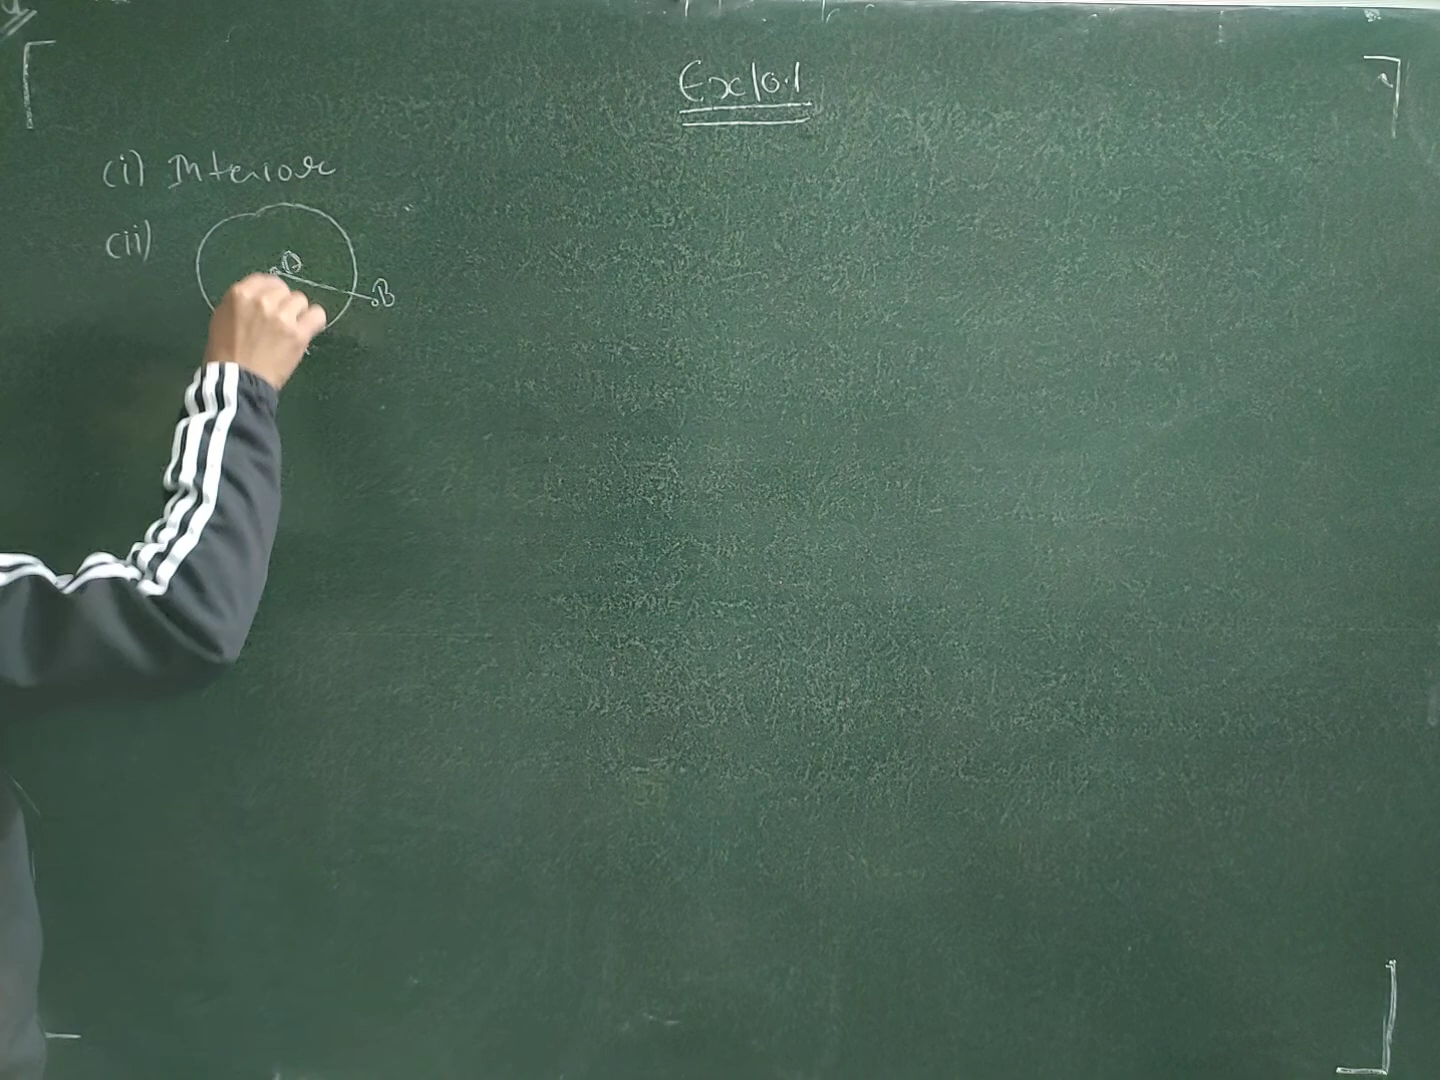 Ex 10.1
(i) Interior
(ii)
O
B